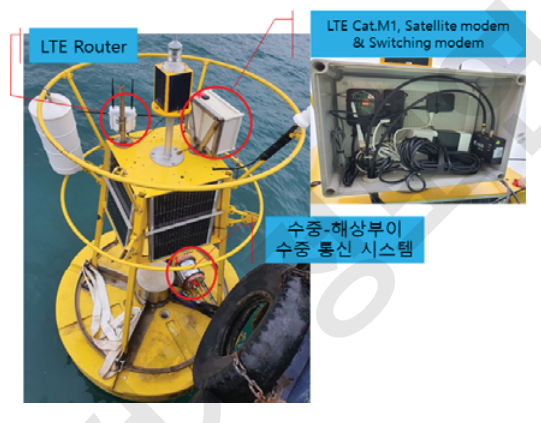 LTE Router
LTE Cat.M1, Satellite modem
& Switching modem
수중-해상부이
수중 통신 시스템